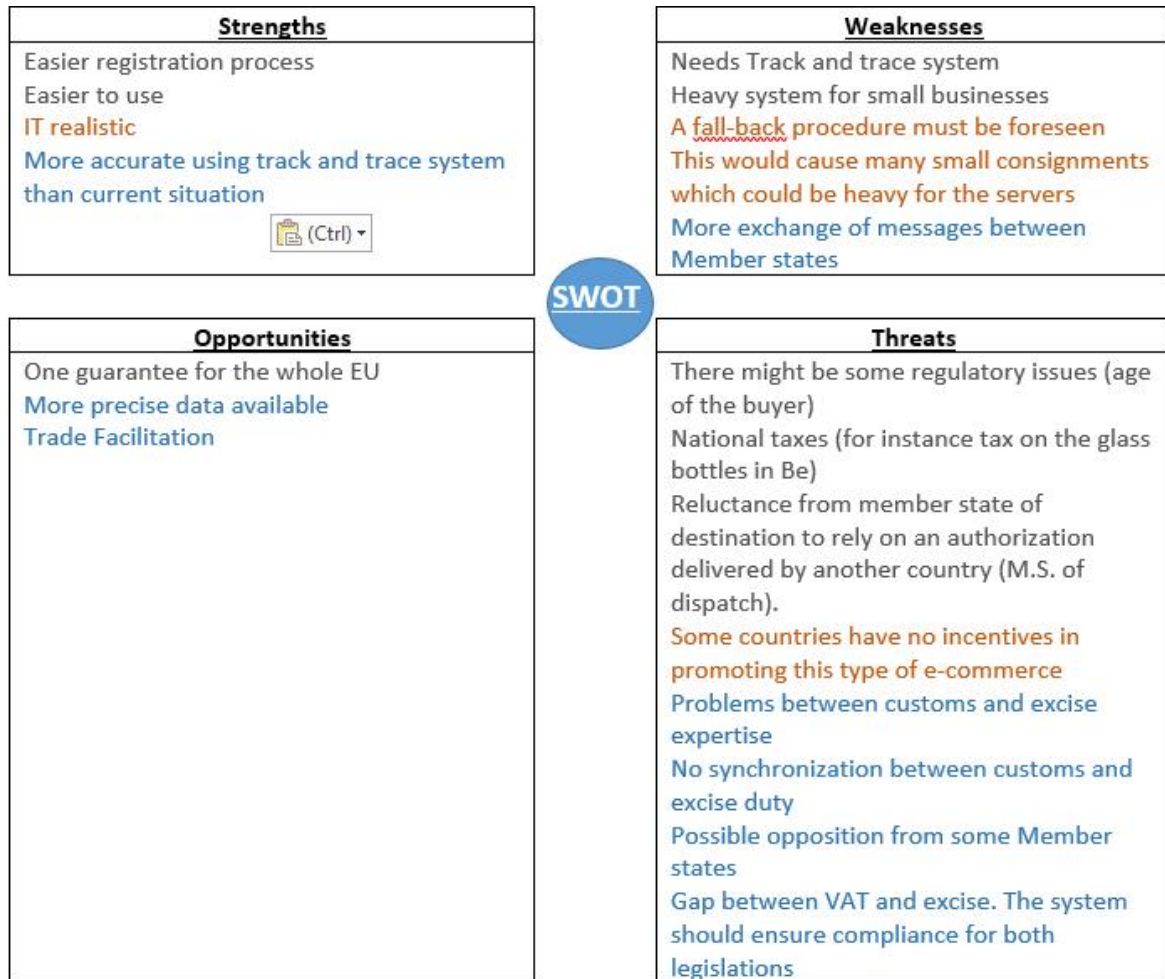 Strengths
Easier registration process
Easier to use
IT realistic
More accurate using track and trace system
than current situation
(Ctrl)
Weaknesses
Needs Track and trace system
Heavy system for small businesses
A fall-back procedure must be foreseen
This would cause many small consignments
which could be heavy for the servers
More exchange of messages between
Member states
SWOT
Opportunities
One guarantee for the whole EU
More precise data available
Trade Facilitation
Threats
There might be some regulatory issues (age
of the buyer)
National taxes (for instance tax on the glass
bottles in Be)
Reluctance from member state of
destination to rely on an authorization
delivered by another country (M.S. of
dispatch).
Some countries have no incentives in
promoting this type of e-commerce
Problems between customs and excise
expertise
No synchronization between customs and
excise duty
Possible opposition from some Member
states
Gap between VAT and excise. The system
should ensure compliance for both
legislations